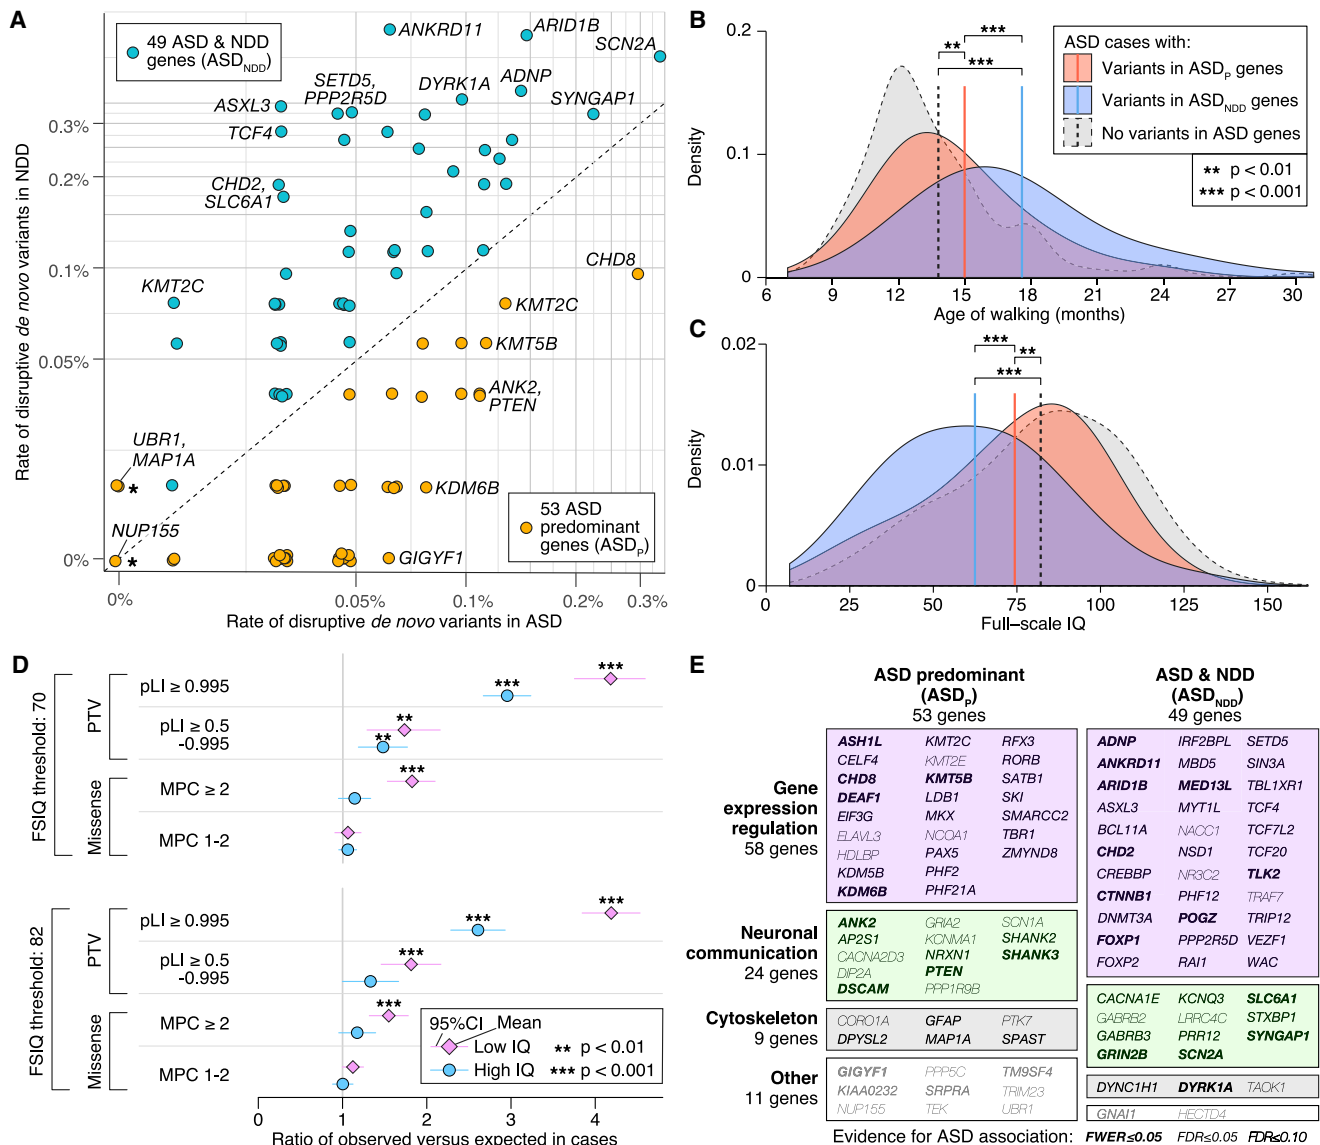 A
49 ASD & NDD
genes (ASD_NDD)
ANKRD11
ARID1B
SCN2A
SETD5,
PPP2R5D
DYRK1A
ADNP
SYNGAP1
ASXL3
TCF4
CHD2,
SLC6A1
KMT2C
CHD8
KMT2C
KMT5B
ANK2,
PTEN
UBR1,
MAP1A
*
KDM6B
NUP155
*
GIGYF1
53 ASD
predominant
genes (ASD_P)
Rate of disruptive de novo variants in NDD
0.3%
0.2%
0.1%
0.05%
0%
0%
0.05%
0.1%
0.2%
0.3%
Rate of disruptive de novo variants in ASD
B
ASD cases with:
Variants in ASD_P genes
Variants in ASD_NDD genes
No variants in ASD genes
** p < 0.01
*** p < 0.001
***
**
***
Density
0.2
0.1
0
6 9 12 15 18 21 24 27 30
Age of walking (months)
C
***
**
***
Density
0.02
0.01
0
0 25 50 75 100 125 150
Full–scale IQ
D
FSIQ threshold: 70
PTV
pLI ≥ 0.995
*** ***
pLI ≥ 0.5
-0.995
** **
Missense
MPC ≥ 2
***
MPC 1-2
FSIQ threshold: 82
PTV
pLI ≥ 0.995
*** ***
pLI ≥ 0.5
-0.995
***
Missense
MPC ≥ 2
***
MPC 1-2
95%CI Mean
Low IQ ** p < 0.01
High IQ *** p < 0.001
0 1 2 3 4
Ratio of observed versus expected in cases
E
ASD predominant
(ASD_P)
53 genes
ASD & NDD
(ASD_NDD)
49 genes
Gene
expression
regulation
58 genes
ASH1L KMT2C RFX3
CELF4 KMT2E RORB
CHD8 KMT5B SATB1
DEAF1 LDB1 SKI
EIF3G MKX SMARCC2
ELAVL3 NCOA1 TBR1
HDLBP PAX5 ZMYND8
KDM5B PHF2
KDM6B PHF21A
ADNP IRF2BPL SETD5
ANKRD11 MBD5 SIN3A
ARID1B MED13L TBL1XR1
ASXL3 MYT1L TCF4
BCL11A NACC1 TCF7L2
CHD2 NSD1 TCF20
CREBBP NR3C2 TLK2
CTNNB1 PHF12 TRAF7
DNMT3A POGZ TRIP12
FOXP1 PPP2R5D VEZF1
FOXP2 RAI1 WAC
Neuronal
communication
24 genes
ANK2 GRIA2 SCN1A
AP2S1 KCNMA1 SHANK2
CACNA2D3 NRXN1 SHANK3
DIP2A PTEN
DSCAM PPP1R9B
CACNA1E KCNQ3 SLC6A1
GABRB2 LRRC4C STXBP1
GABRB3 PRR12 SYNGAP1
GRIN2B SCN2A
Cytoskeleton
9 genes
CORO1A GFAP PTK7
DPYSL2 MAP1A SPAST
DYNC1H1 DYRK1A TAOK1
Other
11 genes
GIGYF1 PPP5C TM9SF4
KIAA0232 SRPRA TRIM23
NUP155 TEK UBR1
GNAI1 HECTD4
Evidence for ASD association: FWER≤0.05 FDR≤0.05 FDR≤0.10